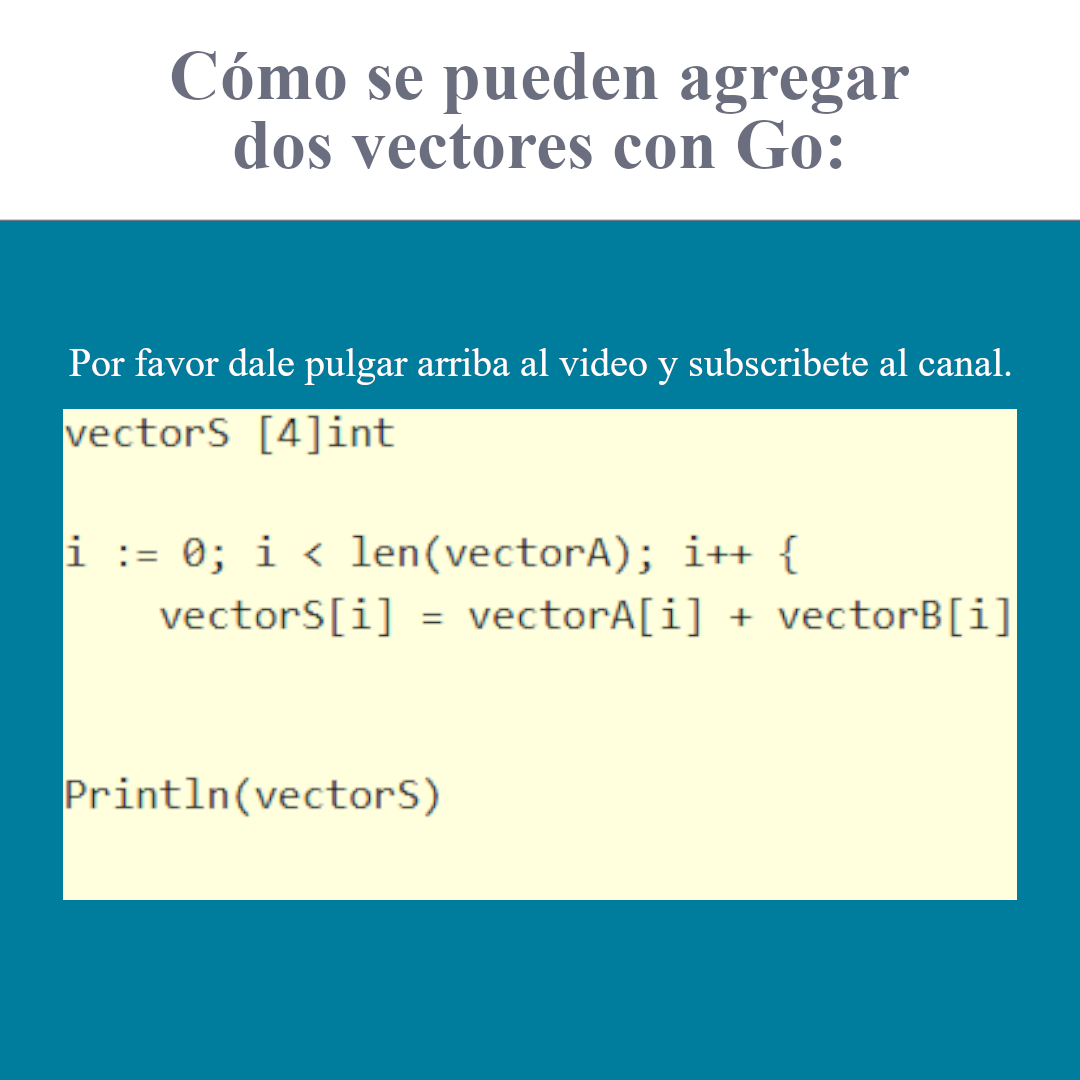 Cómo se pueden agregar
dos vectores con Go:
Por favor dale pulgar arriba al video y subscribete al canal.
vectorS [4]int
i := 0; i < len(vectorA); i++ {
vectorS[i] = vectorA[i] + vectorB[i]
Println(vectorS)